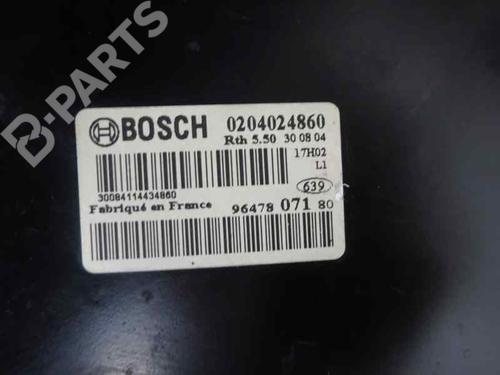 B-PARTS
BOSCH 0204024860
Rth 5.50 30 08 04
17H02
L1
30084114434860
639
Fabriqué en France 96478 071 80
B-PARTS